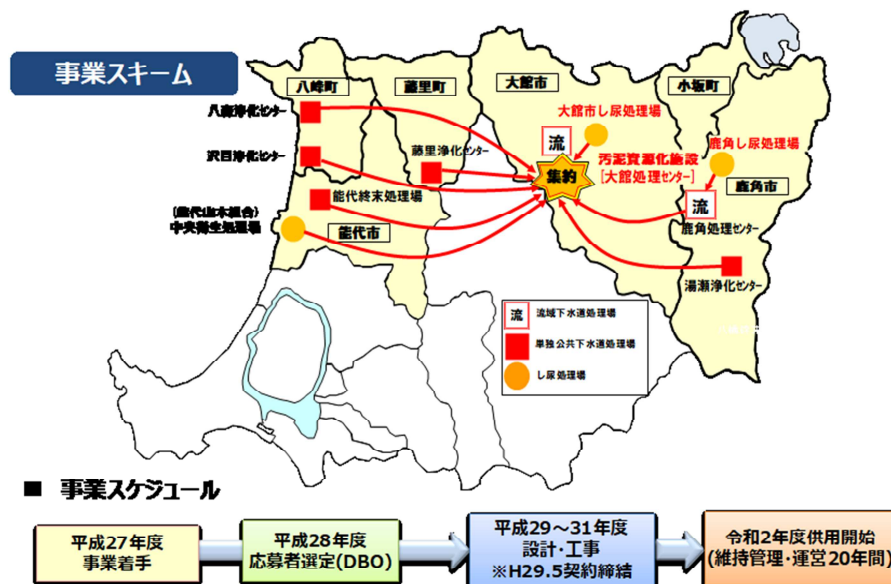 事業スキーム
八峰町
藤里町
大館市
小坂町
八森浄化センター
大館市し尿処理場
鹿角し尿処理場
流
沢目浄化センター
藤里浄化センター
集約
汚泥資源化施設
[大館処理センター]
鹿角市
能代終末処理場
流
(能代山本組合)
中央衛生処理場
能代市
鹿角処理センター
湯瀬浄化センター
流 流域下水道処理場
単独公共下水道処理場
し尿処理場
■ 事業スケジュール
平成27年度
事業着手
平成28年度
応募者選定(DBO)
平成29～31年度
設計・工事
※H29.5契約締結
令和2年度供用開始
(維持管理・運営20年間)